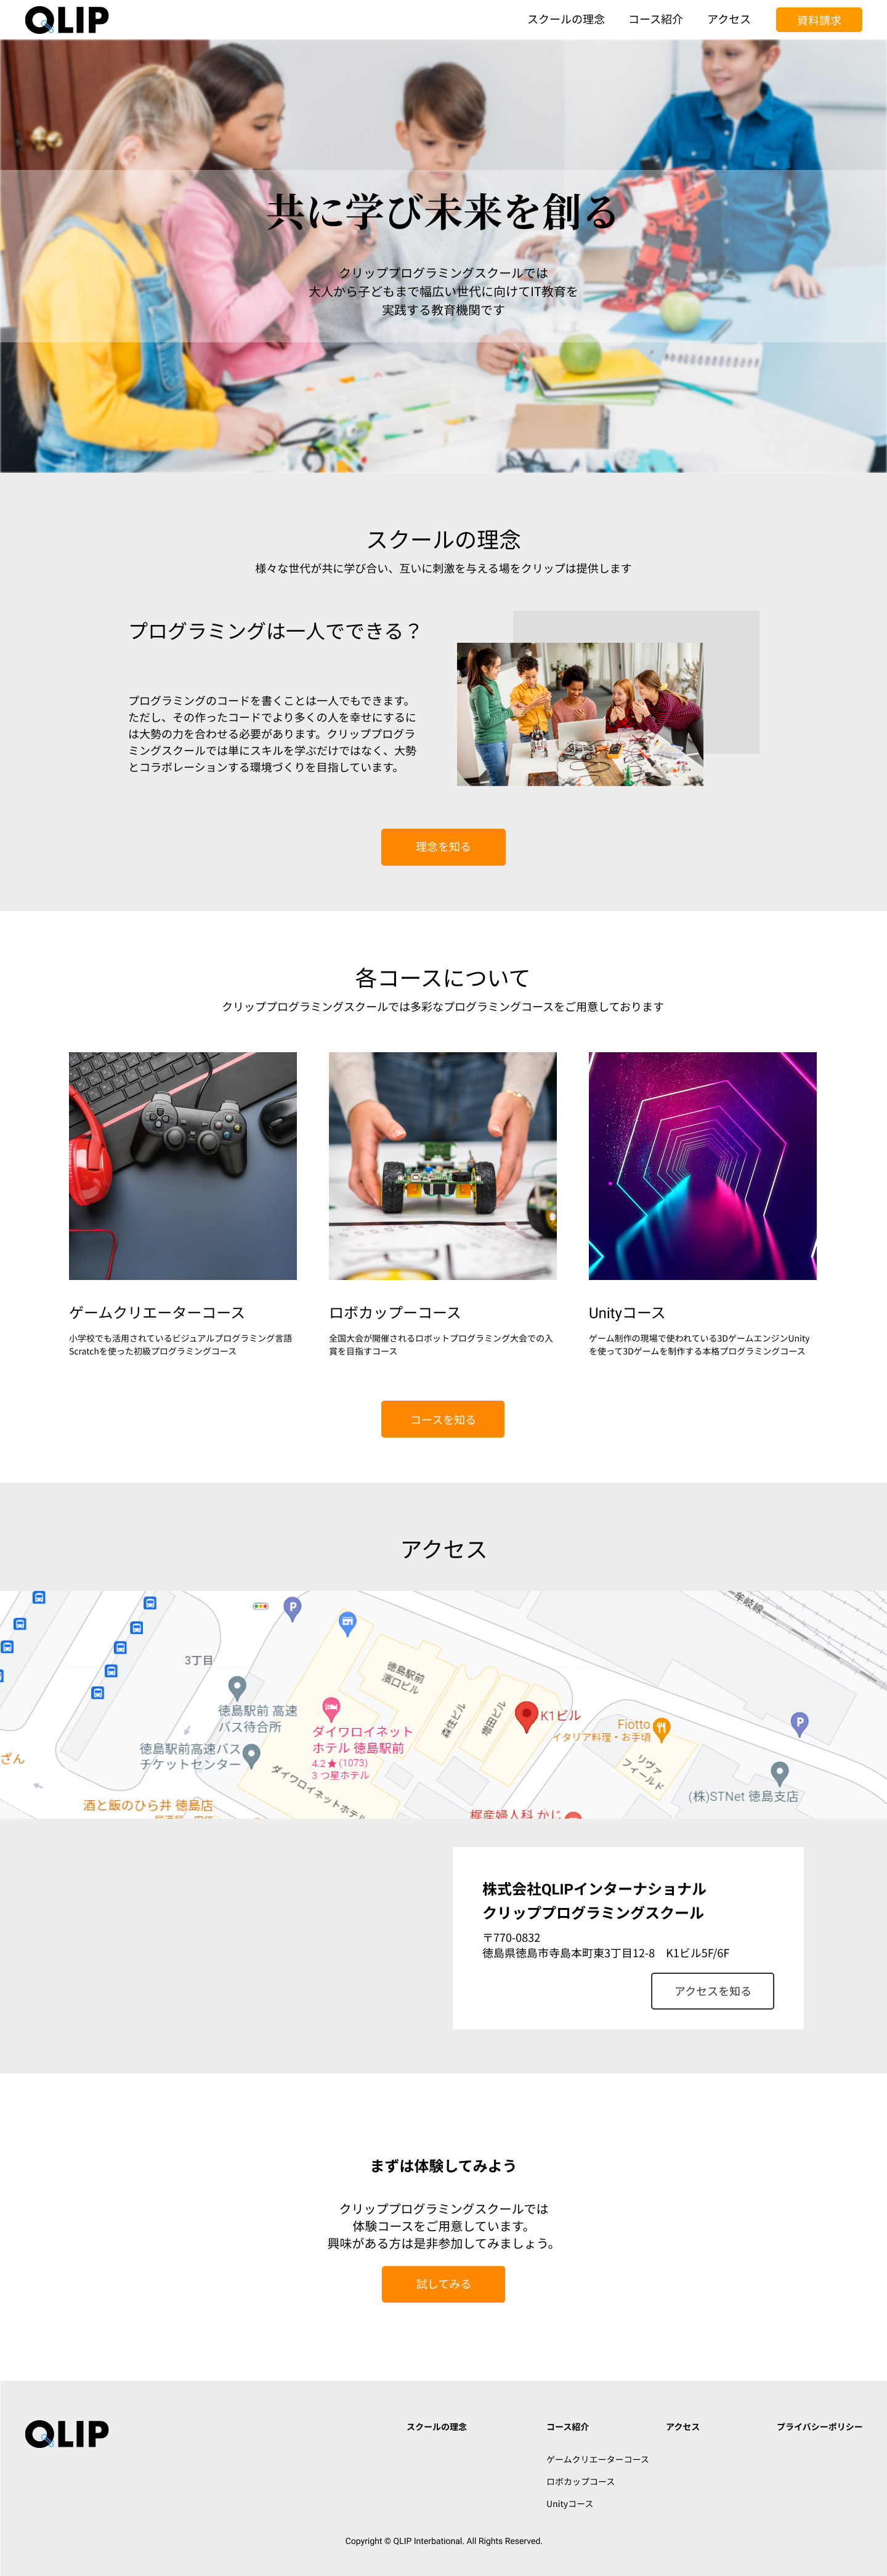 QLIP
スクールの理念
コース紹介
アクセス
資料請求
共に学び未来を創る
クリッププログラミングスクールでは
大人から子どもまで幅広い世代に向けてIT教育を
実践する教育機関です
スクールの理念
様々な世代が共に学び合い、互いに刺激を与える場をクリップは提供します
プログラミングは一人でできる？
プログラミングのコードを書くことは一人でもできます。
ただし、その作ったコードでより多くの人を幸せにするに
は大勢の力を合わせる必要があります。クリッププログラ
ミングスクールでは単にスキルを学ぶだけではなく、大勢
とコラボレーションする環境づくりを目指しています。
理念を知る
各コースについて
クリッププログラミングスクールでは多彩なプログラミングコースをご用意しております
ゲームクリエーターコース
小学校でも活用されているビジュアルプログラミング言語
Scratchを使った初級プログラミングコース
ロボカップーコース
全国大会が開催されるロボットプログラミング大会での入
賞を目指すコース
Unityコース
ゲーム制作の現場で使われている3DゲームエンジンUnity
を使って3Dゲームを制作する本格プログラミングコース
コースを知る
アクセス
牟岐線
P
3丁目
徳島駅前
濱口ビル
徳島駅前 高速
バス待合所
森住ビル
増田ビル
K1ビル
P
Fiotto
イタリア料理・お手頃
ダイワロイネット
ホテル 徳島駅前
4.2★(1073)
3 つ星ホテル
徳島駅前高速バス
チケットセンター
ざん
リヴァ
フィールド
ダイワロイネットホテル
(株)STNet 徳島支店
酒と飯のひら井 徳島店
梶産婦人科 かじ
株式会社QLIPインターナショナル
クリッププログラミングスクール
〒770-0832
徳島県徳島市寺島本町東3丁目12-8　K1ビル5F/6F
アクセスを知る
まずは体験してみよう
クリッププログラミングスクールでは
体験コースをご用意しています。
興味がある方は是非参加してみましょう。
試してみる
QLIP
スクールの理念
コース紹介
アクセス
プライバシーポリシー
ゲームクリエーターコース
ロボカップコース
Unityコース
Copyright © QLIP Interbational. All Rights Reserved.